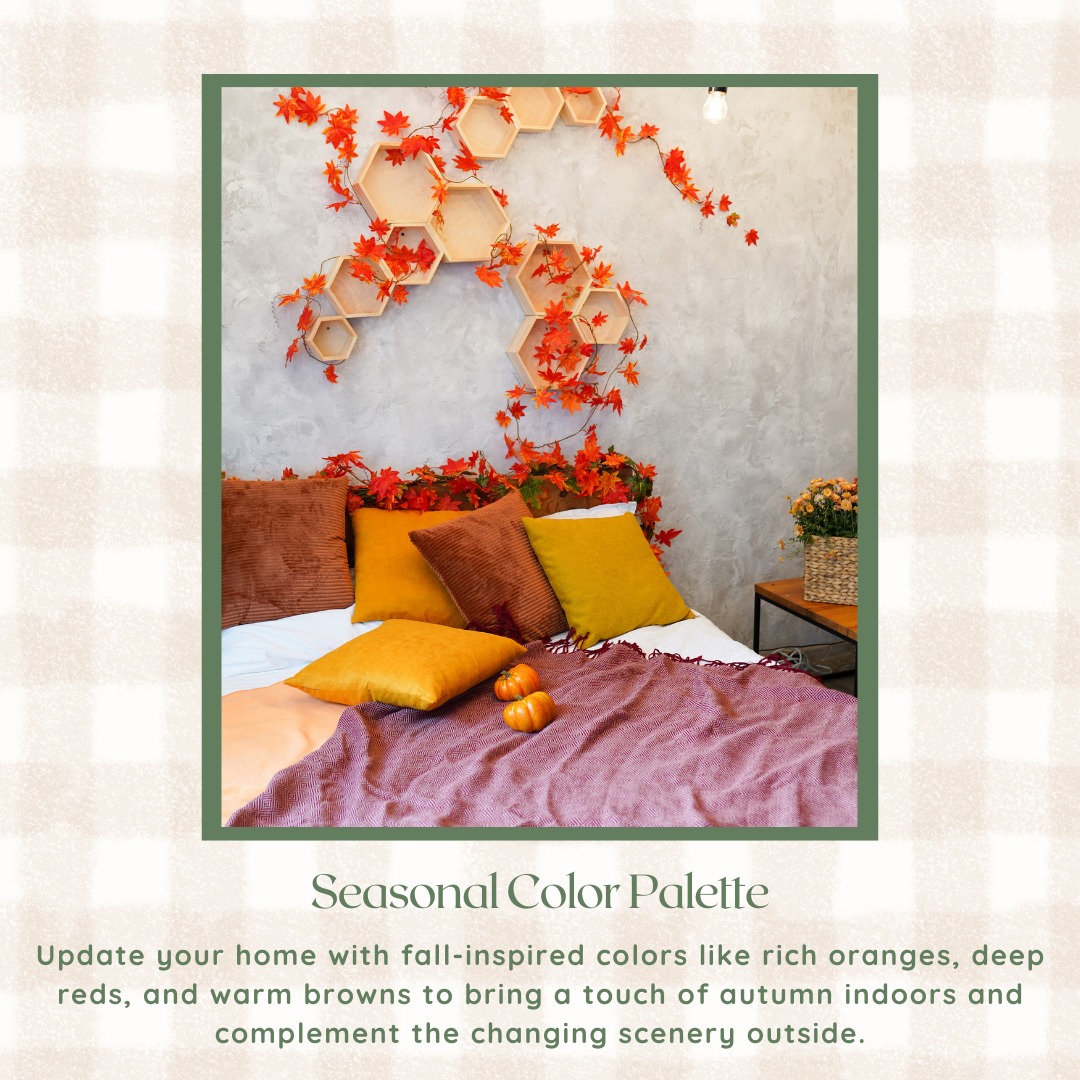 Seasonal Color Palette
Update your home with fall-inspired colors like rich oranges, deep
reds, and warm browns to bring a touch of autumn indoors and
complement the changing scenery outside.